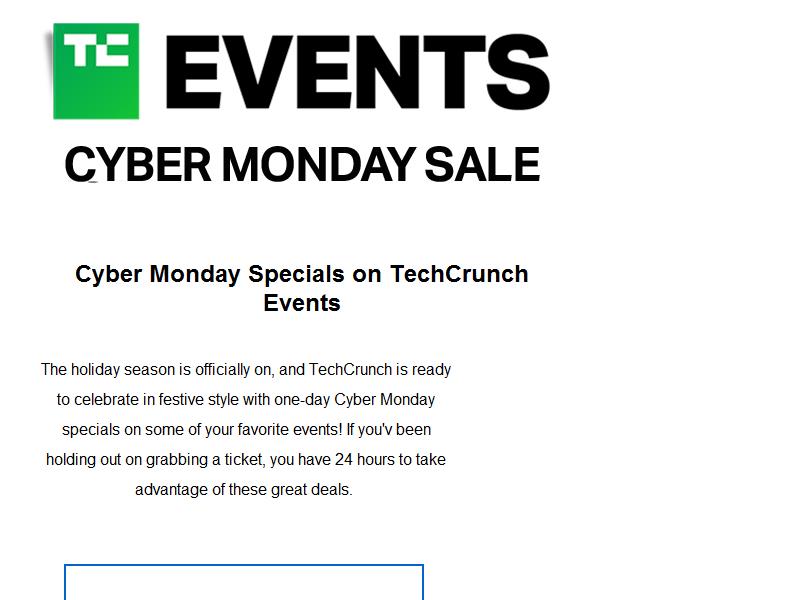 TC EVENTS
CYBER MONDAY SALE
Cyber Monday Specials on TechCrunch
Events
The holiday season is officially on, and TechCrunch is ready
to celebrate in festive style with one-day Cyber Monday
specials on some of your favorite events! If you'v been
holding out on grabbing a ticket, you have 24 hours to take
advantage of these great deals.